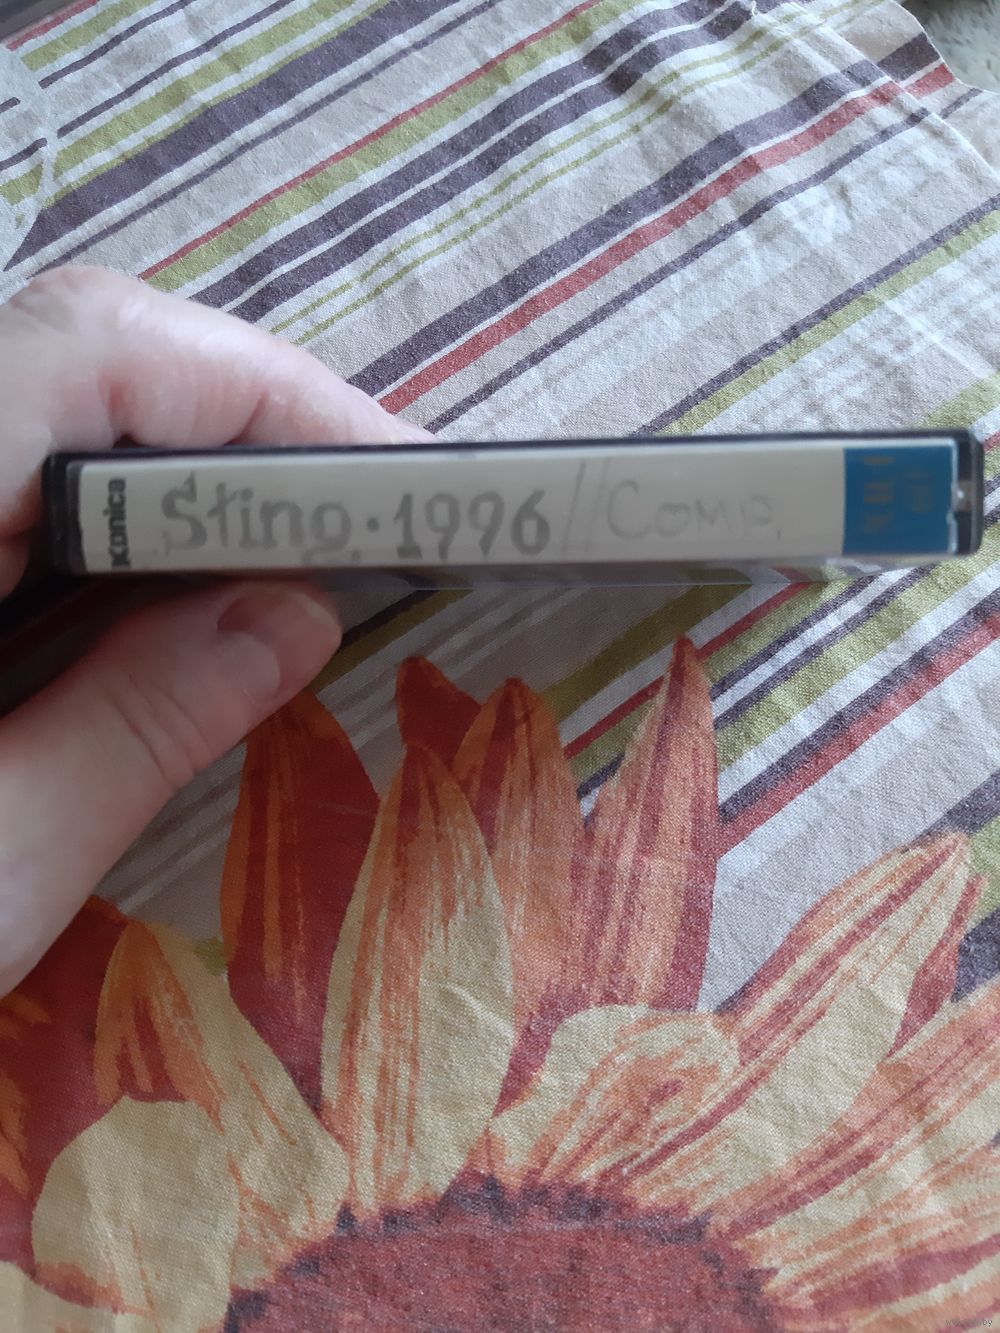 Konica
Sting. 1996 // Comp.